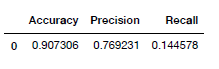 Accuracy Precision Recall
0 0.907306 0.769231 0.144578